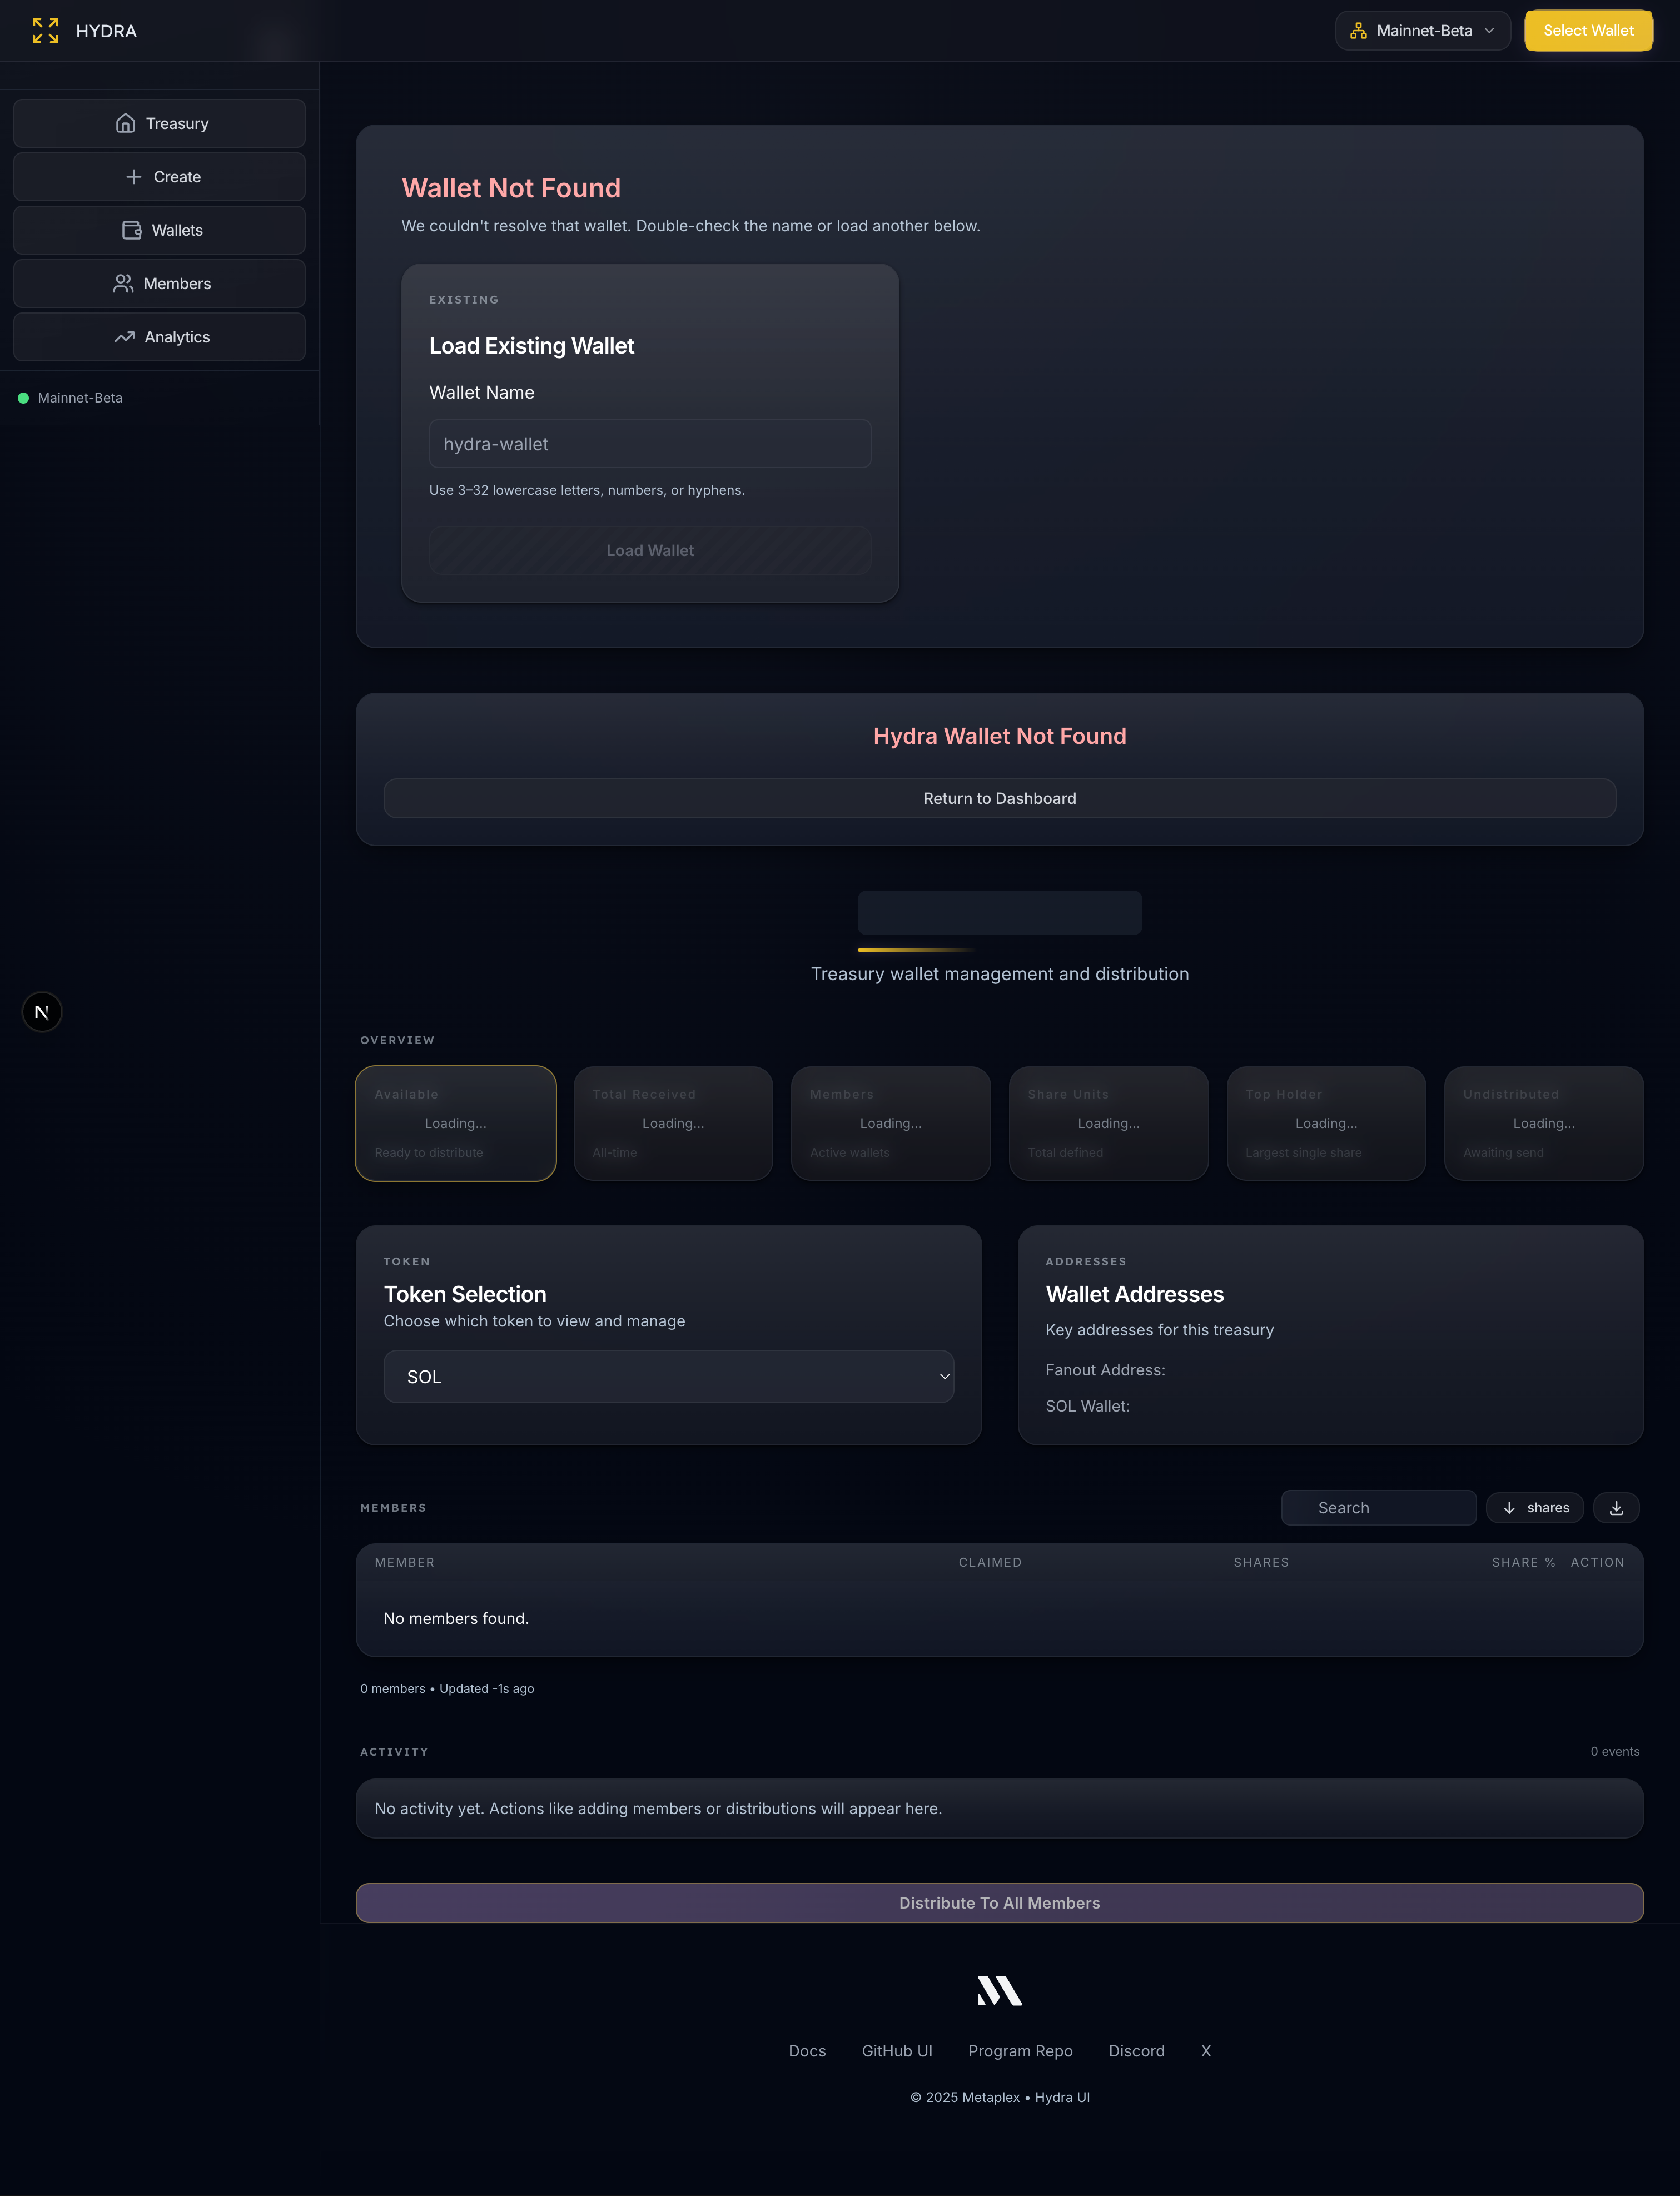 HYDRA
Mainnet-Beta
Select Wallet
Treasury
Create
Wallets
Members
Analytics
Mainnet-Beta
Wallet Not Found
We couldn't resolve that wallet. Double-check the name or load another below.
EXISTING
Load Existing Wallet
Wallet Name
hydra-wallet
Use 3–32 lowercase letters, numbers, or hyphens.
Load Wallet
Hydra Wallet Not Found
Return to Dashboard
N
Treasury wallet management and distribution
OVERVIEW
Available
Loading...
Ready to distribute
Total Received
Loading...
All-time
Members
Loading...
Active wallets
Share Units
Loading...
Total defined
Top Holder
Loading...
Largest single share
Undistributed
Loading...
Awaiting send
TOKEN
Token Selection
Choose which token to view and manage
SOL
ADDRESSES
Wallet Addresses
Key addresses for this treasury
Fanout Address:
SOL Wallet:
MEMBERS
Search
shares
MEMBER CLAIMED SHARES SHARE % ACTION
No members found.
0 members • Updated -1s ago
ACTIVITY
0 events
No activity yet. Actions like adding members or distributions will appear here.
Distribute To All Members
Docs GitHub UI Program Repo Discord X
© 2025 Metaplex • Hydra UI